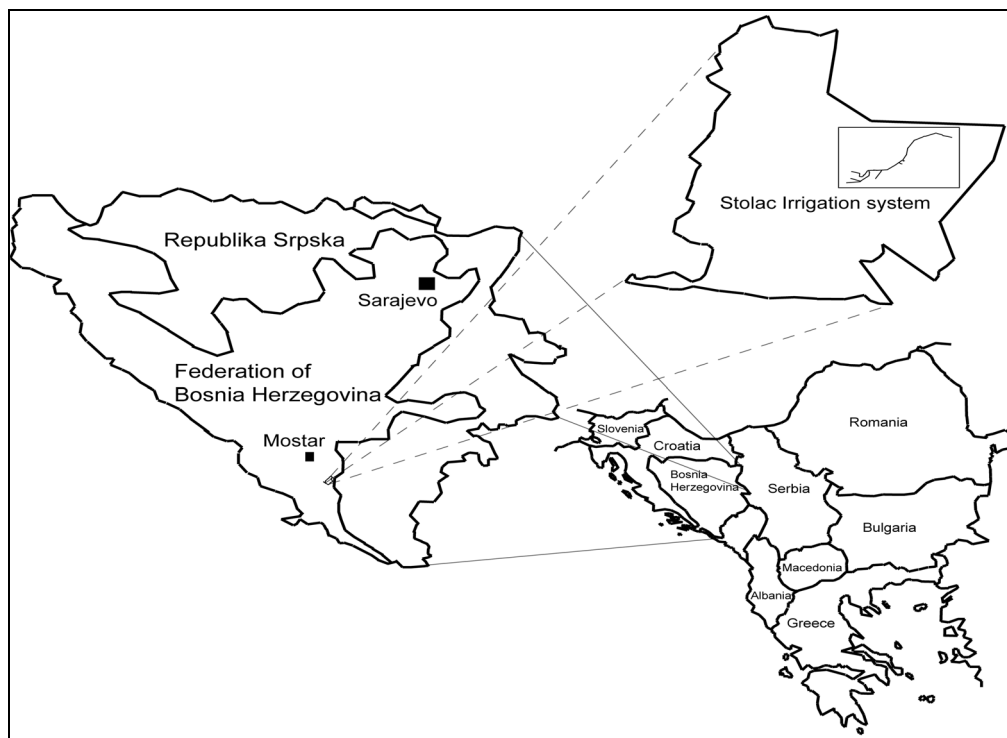 Stolac Irrigation system
Republika Srpska
Sarajevo
Federation of
Bosnia Herzegovina
Mostar
Slovenia
Croatia
Bosnia
Herzegovina
Serbia
Romania
Bulgaria
Macedonia
Albania
Greece